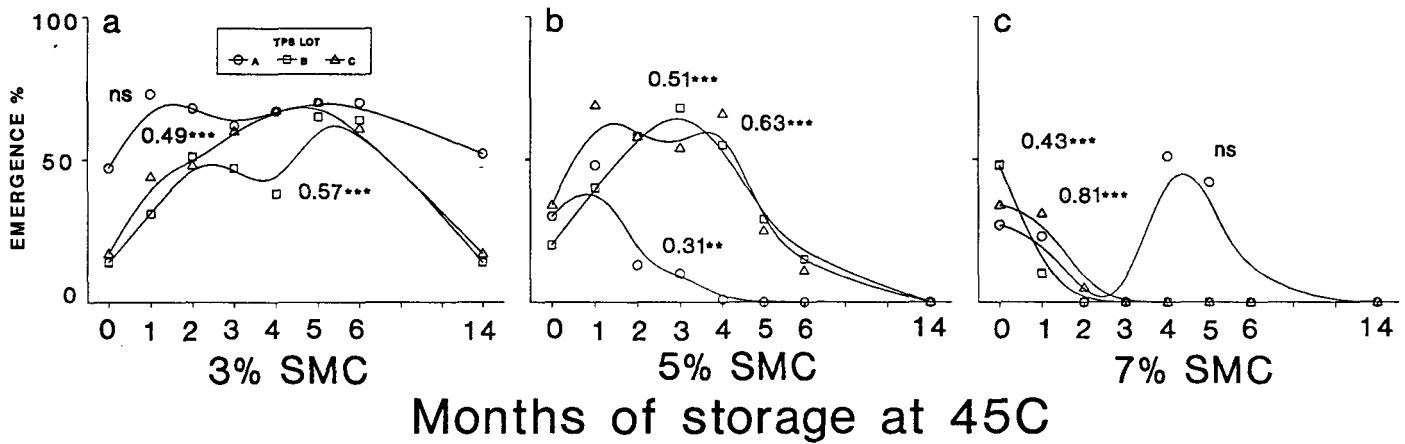 100 a b c
TPS LOT
A B C
ns 0.49*** 0.57***
0.51*** 0.63*** 0.31**
0.43*** 0.81*** ns
EMERGENCE %
50
0
0 1 2 3 4 5 6 14 0 1 2 3 4 5 6 14 0 1 2 3 4 5 6 14
3% SMC 5% SMC 7% SMC
Months of storage at 45C